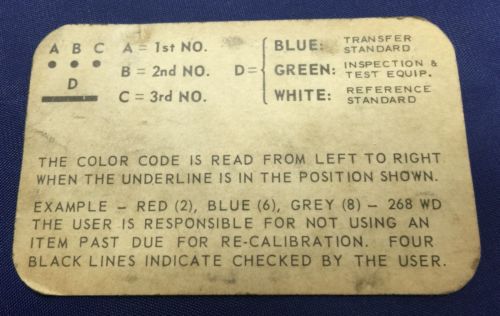 A B C   A = 1st NO.   BLUE: TRANSFER STANDARD
• • •   B = 2nd NO.   D = { GREEN: INSPECTION & TEST EQUIP.
D   C = 3rd NO.   WHITE: REFERENCE STANDARD
THE COLOR CODE IS READ FROM LEFT TO RIGHT
WHEN THE UNDERLINE IS IN THE POSITION SHOWN.
EXAMPLE – RED (2), BLUE (6), GREY (8) – 268 WD
THE USER IS RESPONSIBLE FOR NOT USING AN
ITEM PAST DUE FOR RE-CALIBRATION. FOUR
BLACK LINES INDICATE CHECKED BY THE USER.